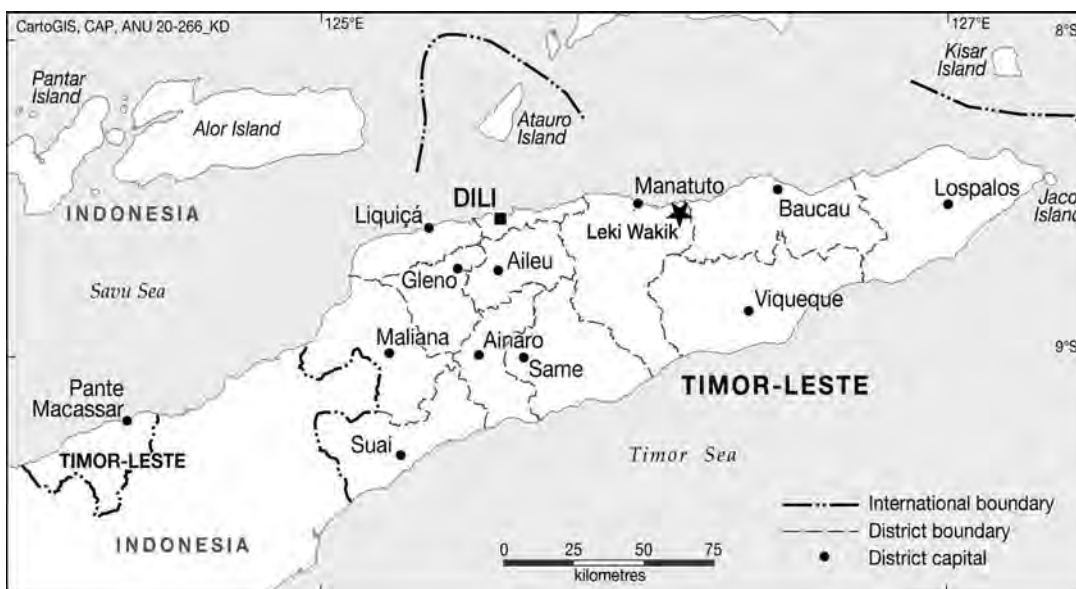 CartoGIS, CAP, ANU 20-266_KD
125°E
127°E
8°S
Pantar
Island
Alor Island
Atauro
Island
Kisar
Island
INDONESIA
DILI
Liquiçá
Manatuto
Leki Wakik
Baucau
Lospalos
Jaco
Island
Savu Sea
Gleno
Aileu
Viqueque
Maliana
Ainaro
Same
9°S
TIMOR-LESTE
Pante
Macassar
TIMOR-LESTE
Suai
Timor Sea
INDONESIA
International boundary
District boundary
District capital
0 25 50 75
kilometres